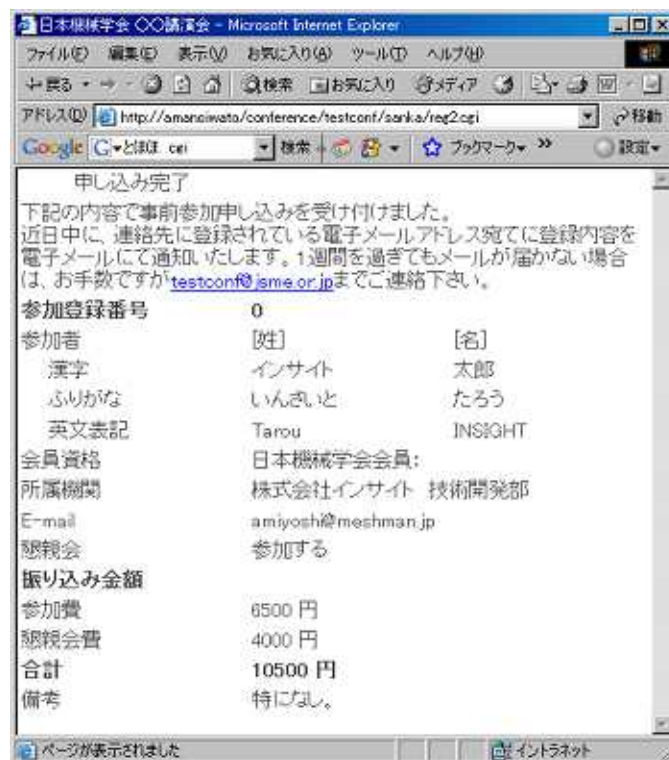 日本機械学会 〇〇講演会 - Microsoft Internet Explorer
ファイル(F) 編集(E) 表示(V) お気に入り(A) ツール(T) ヘルプ(H)
戻る 検索 お気に入り メディア
アドレス(D) http://amanoiwato/conference/testconf/sanka/reg2.cgi 移動
Google とほほ cgi 検索 ブックマーク >> 設定
申し込み完了
下記の内容で事前参加申し込みを受け付けました。
近日中に、連絡先に登録されている電子メールアドレス宛てに登録内容を
電子メールにて通知いたします。1週間を過ぎてもメールが届かない場合
は、お手数ですがtestconf@jsme.or.jpまでご連絡下さい。
参加登録番号 0
参加者 [姓] [名]
漢字 インサイト 太郎
ふりがな いんさいと たろう
英文表記 Tarou INSIGHT
会員資格 日本機械学会会員:
所属機関 株式会社インサイト 技術開発部
E-mail amiyoshi@meshman.jp
懇親会 参加する
振り込み金額
参加費 6500 円
懇親会費 4000 円
合計 10500 円
備考 特になし。
ページが表示されました イントラネット